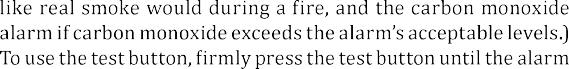 like real smoke would during a fire, and the carbon monoxide
alarm if carbon monoxide exceeds the alarm's acceptable levels.)
To use the test button, firmly press the test button until the alarm